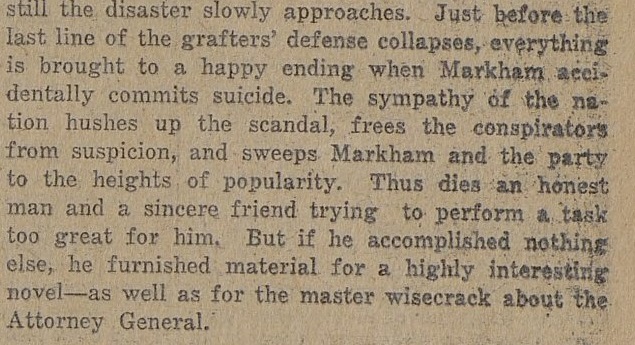 still the disaster slowly approaches. Just before the
last line of the grafters' defense collapses, everything
is brought to a happy ending when Markham acci-
dentally commits suicide. The sympathy of the na-
tion hushes up the scandal, frees the conspirators
from suspicion, and sweeps Markham and the party
to the heights of popularity. Thus dies an honest
man and a sincere friend trying to perform a task
too great for him. But if he accomplished nothing
else, he furnished material for a highly interesting
novel—as well as for the master wisecrack about the
Attorney General.